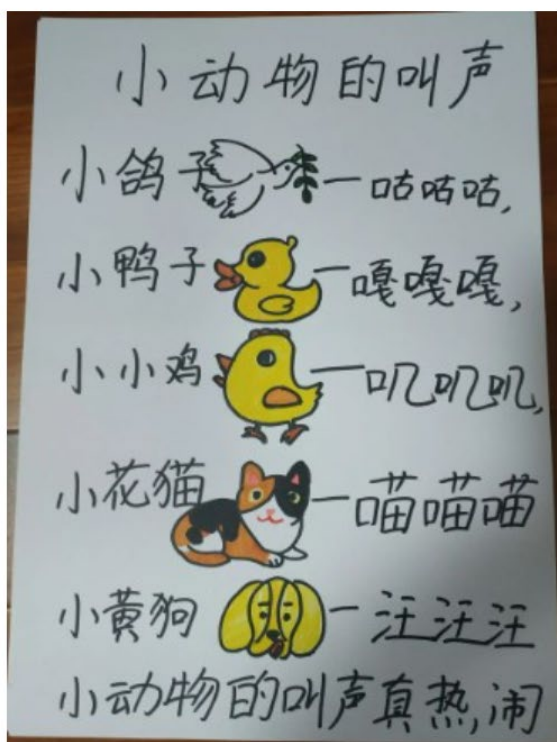 小动物的叫声
小鸽子—咕咕咕,
小鸭子—嘎嘎嘎,
小小鸡—叽叽叽,
小花猫—喵喵喵
小黄狗—汪汪汪
小动物的叫声真热,闹